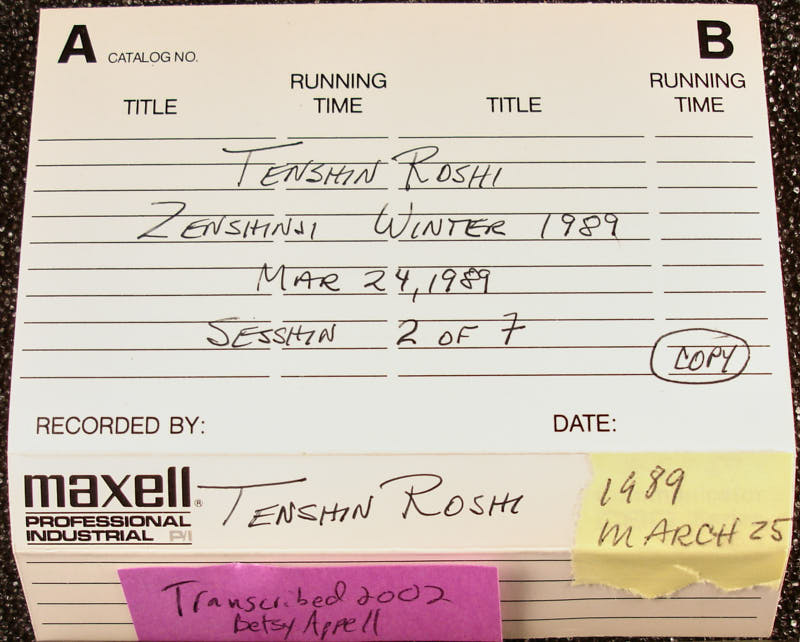 A CATALOG NO. B
TITLE RUNNING TIME TITLE RUNNING TIME
TENSHIN ROSHI
ZENSHINJI WINTER 1989
MAR 24, 1989
SESSHIN 2 OF 7
COPY
RECORDED BY: DATE:
maxell®
PROFESSIONAL
INDUSTRIAL P/I
TENSHIN ROSHI
1989
MARCH 25
Transcribed 2002
Betsy Appell